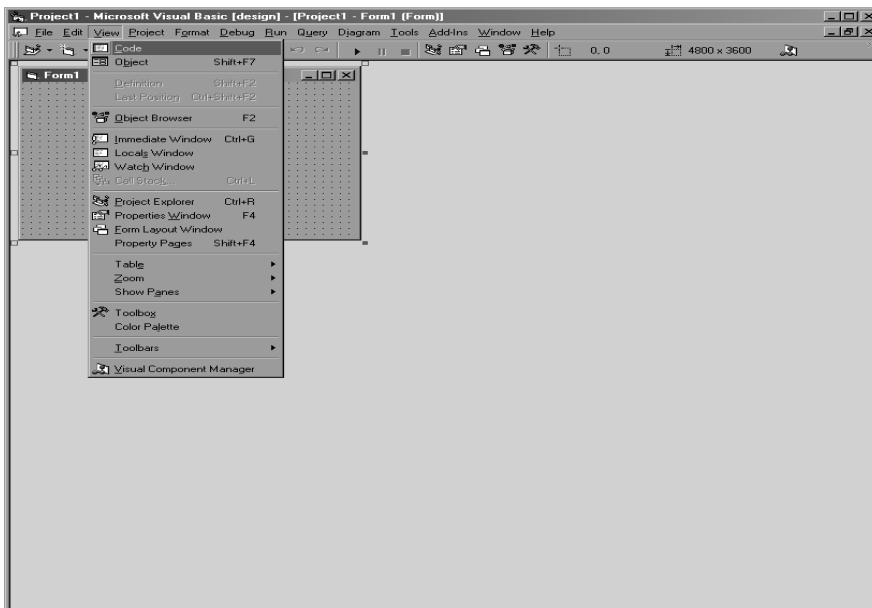 Project1 - Microsoft Visual Basic [design] - [Project1 - Form1 (Form)]
File Edit View Project Format Debug Run Query Diagram Tools Add-Ins Window Help
0, 0 4800 x 3600
Form1
Code
Object Shift+F7
Definition Shift+F2
Last Position Ctrl+Shift+F2
Object Browser F2
Immediate Window Ctrl+G
Locals Window
Watch Window
Call Stack... Ctrl+L
Project Explorer Ctrl+R
Properties Window F4
Form Layout Window
Property Pages Shift+F4
Table
Zoom
Show Panes
Toolbox
Color Palette
Toolbars
Visual Component Manager